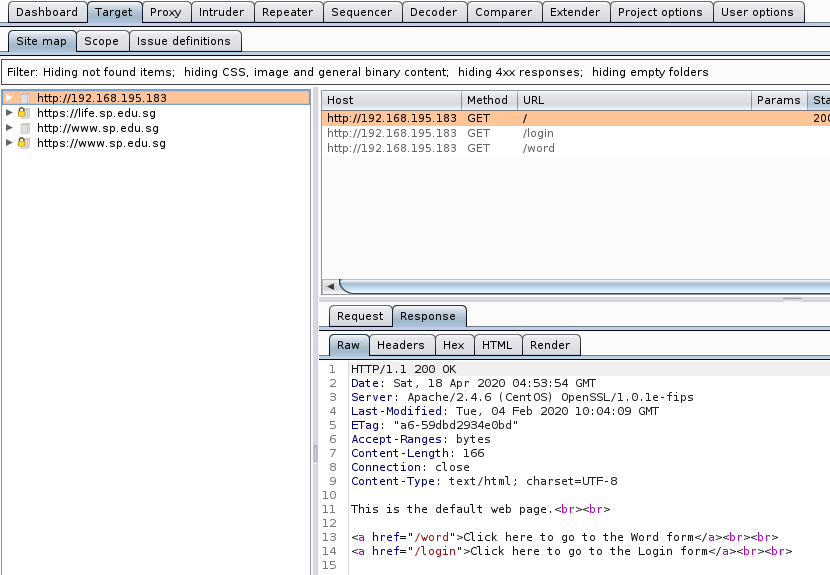 Dashboard Target Proxy Intruder Repeater Sequencer Decoder Comparer Extender Project options User options
Site map Scope Issue definitions
Filter: Hiding not found items; hiding CSS, image and general binary content; hiding 4xx responses; hiding empty folders
http://192.168.195.183
https://life.sp.edu.sg
http://www.sp.edu.sg
https://www.sp.edu.sg
Host Method URL Params Sta
http://192.168.195.183 GET / 200
http://192.168.195.183 GET /login
http://192.168.195.183 GET /word
Request Response
Raw Headers Hex HTML Render
1 HTTP/1.1 200 OK
2 Date: Sat, 18 Apr 2020 04:53:54 GMT
3 Server: Apache/2.4.6 (CentOS) OpenSSL/1.0.1e-fips
4 Last-Modified: Tue, 04 Feb 2020 10:04:09 GMT
5 ETag: "a6-59dbd2934e0bd"
6 Accept-Ranges: bytes
7 Content-Length: 166
8 Connection: close
9 Content-Type: text/html; charset=UTF-8
10
11 This is the default web page.<br><br>
12
13 <a href="/word">Click here to go to the Word form</a><br><br>
14 <a href="/login">Click here to go to the Login form</a><br><br>
15